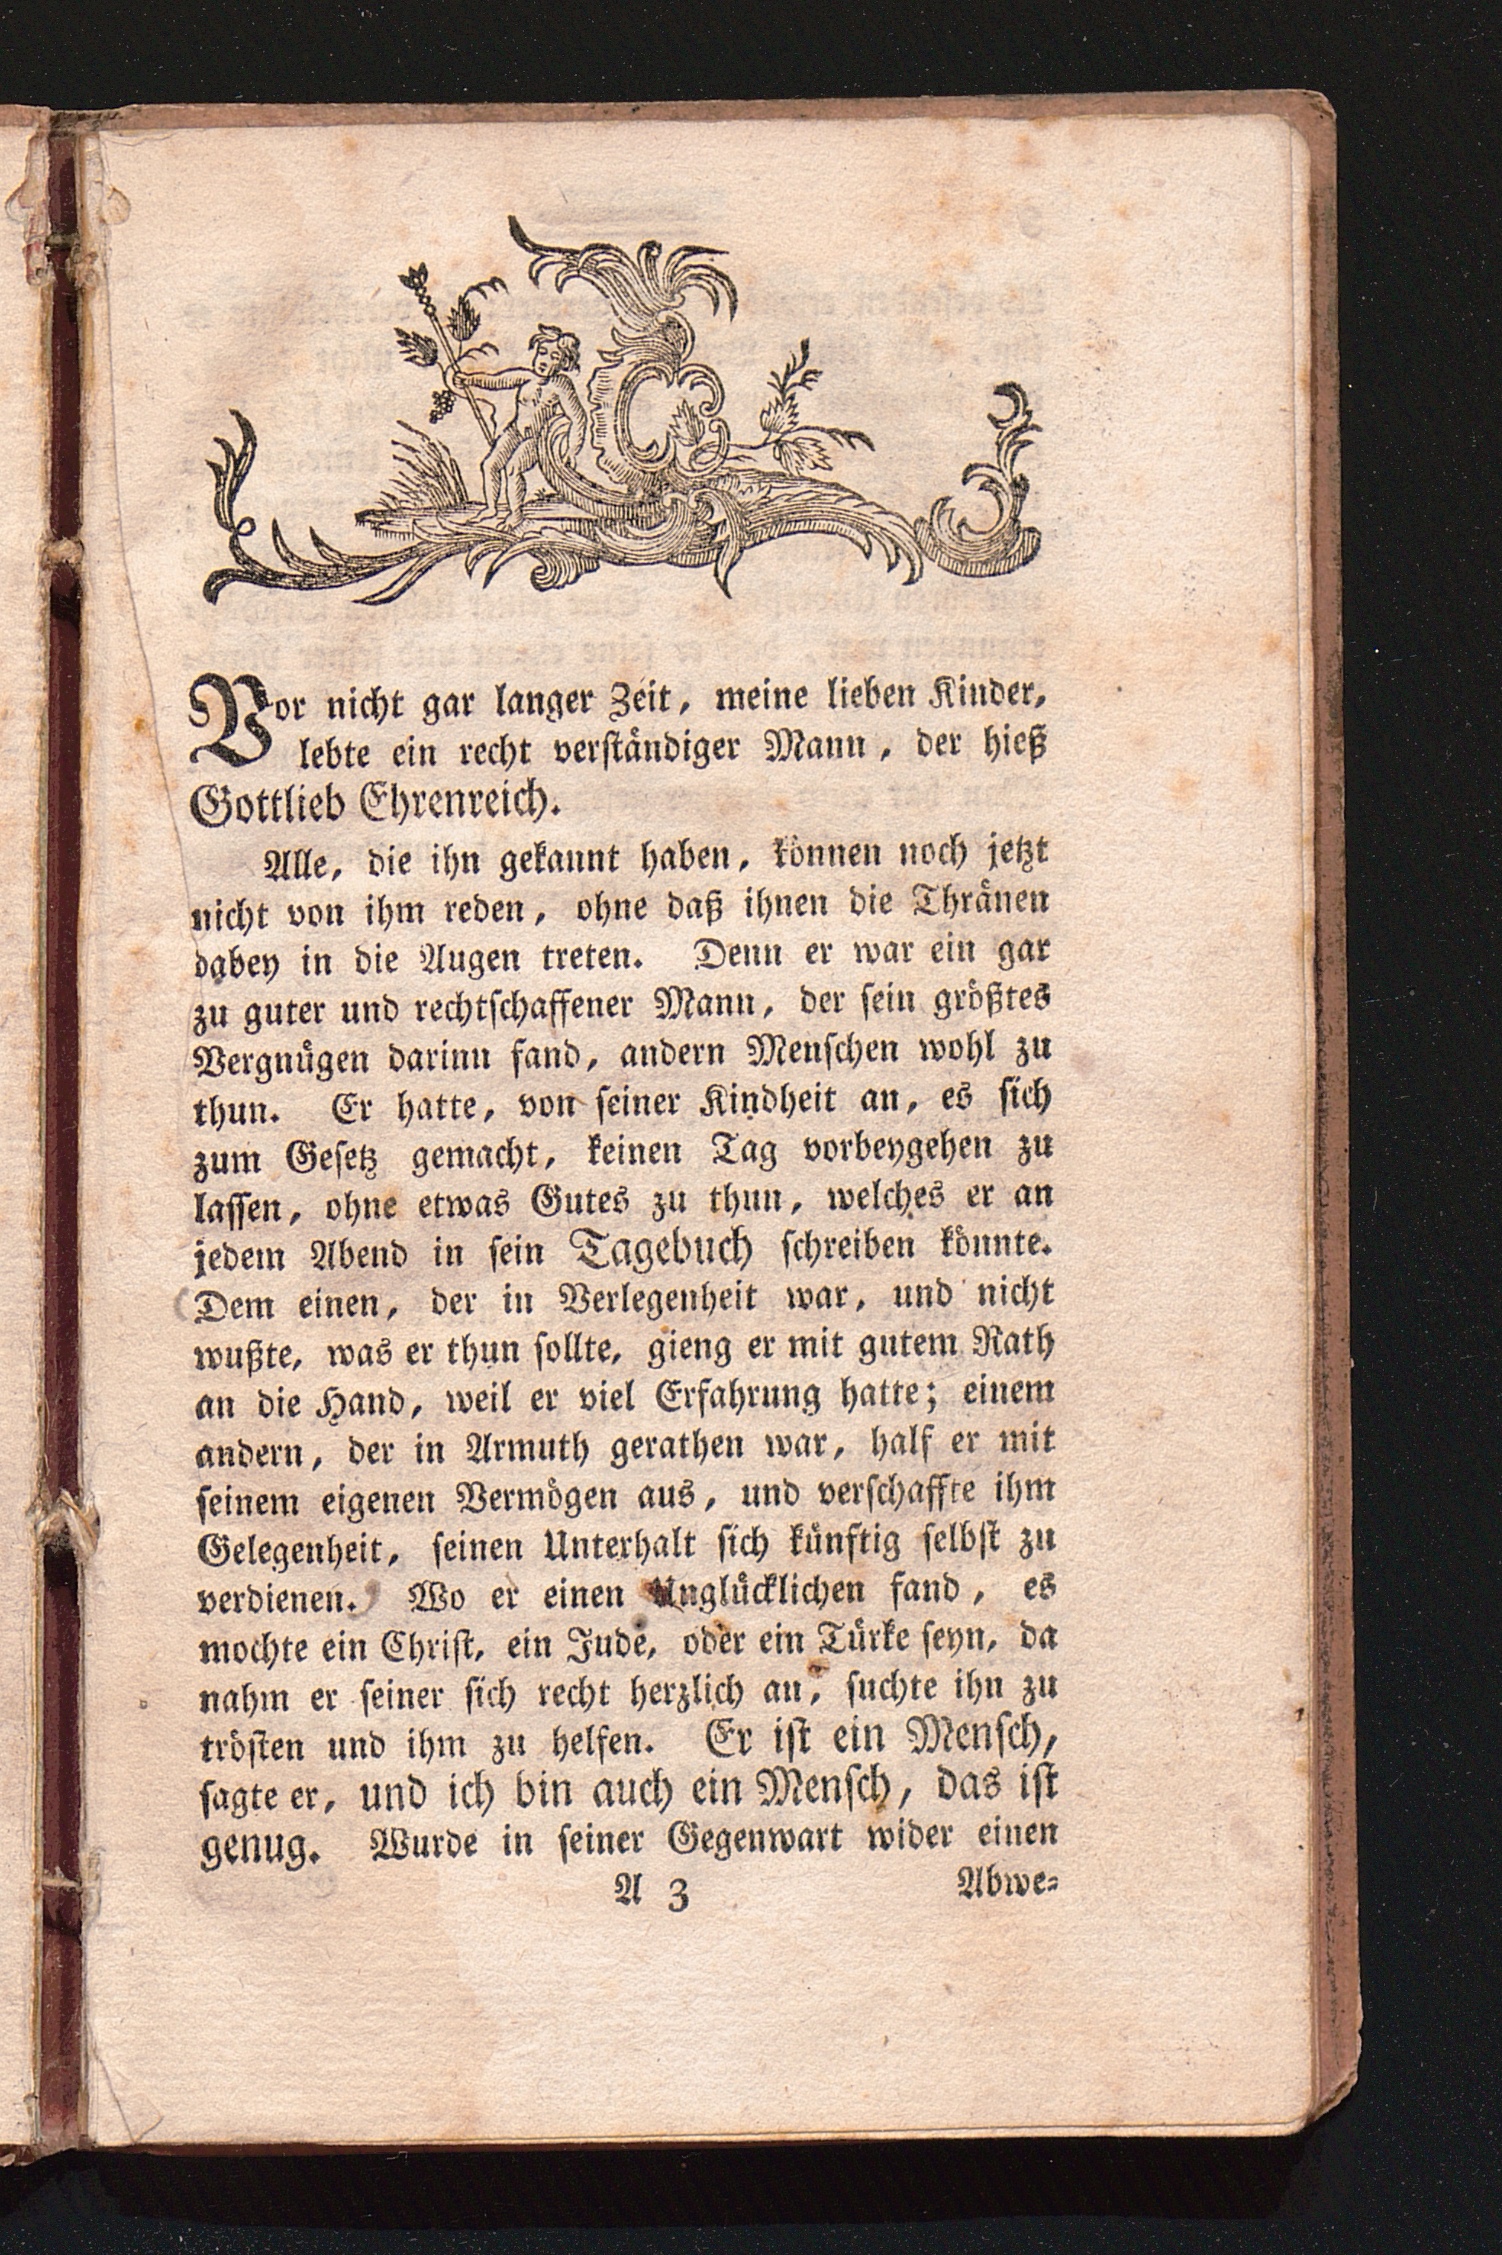 Vor nicht gar langer Zeit, meine lieben Kinder,
lebte ein recht verständiger Mann, der hieß
Gottlieb Ehrenreich.
Alle, die ihn gekannt haben, können noch jetzt
nicht von ihm reden, ohne daß ihnen die Thränen
dabey in die Augen treten. Denn er war ein gar
zu guter und rechtschaffener Mann, der sein größtes
Vergnügen darinn fand, andern Menschen wohl zu
thun. Er hatte, von seiner Kindheit an, es sich
zum Gesetz gemacht, keinen Tag vorbeygehen zu
lassen, ohne etwas Gutes zu thun, welches er an
jedem Abend in sein Tagebuch schreiben könnte.
Dem einen, der in Verlegenheit war, und nicht
wußte, was er thun sollte, gieng er mit gutem Rath
an die Hand, weil er viel Erfahrung hatte; einem
andern, der in Armuth gerathen war, half er mit
seinem eigenen Vermögen aus, und verschaffte ihm
Gelegenheit, seinen Unterhalt sich künftig selbst zu
verdienen. Wo er einen Unglücklichen fand, es
mochte ein Christ, ein Jude, oder ein Türke seyn, da
nahm er seiner sich recht herzlich an, suchte ihn zu
trösten und ihm zu helfen. Er ist ein Mensch,
sagte er, und ich bin auch ein Mensch, das ist
genug. Wurde in seiner Gegenwart wider einen
A 3 Abwe=